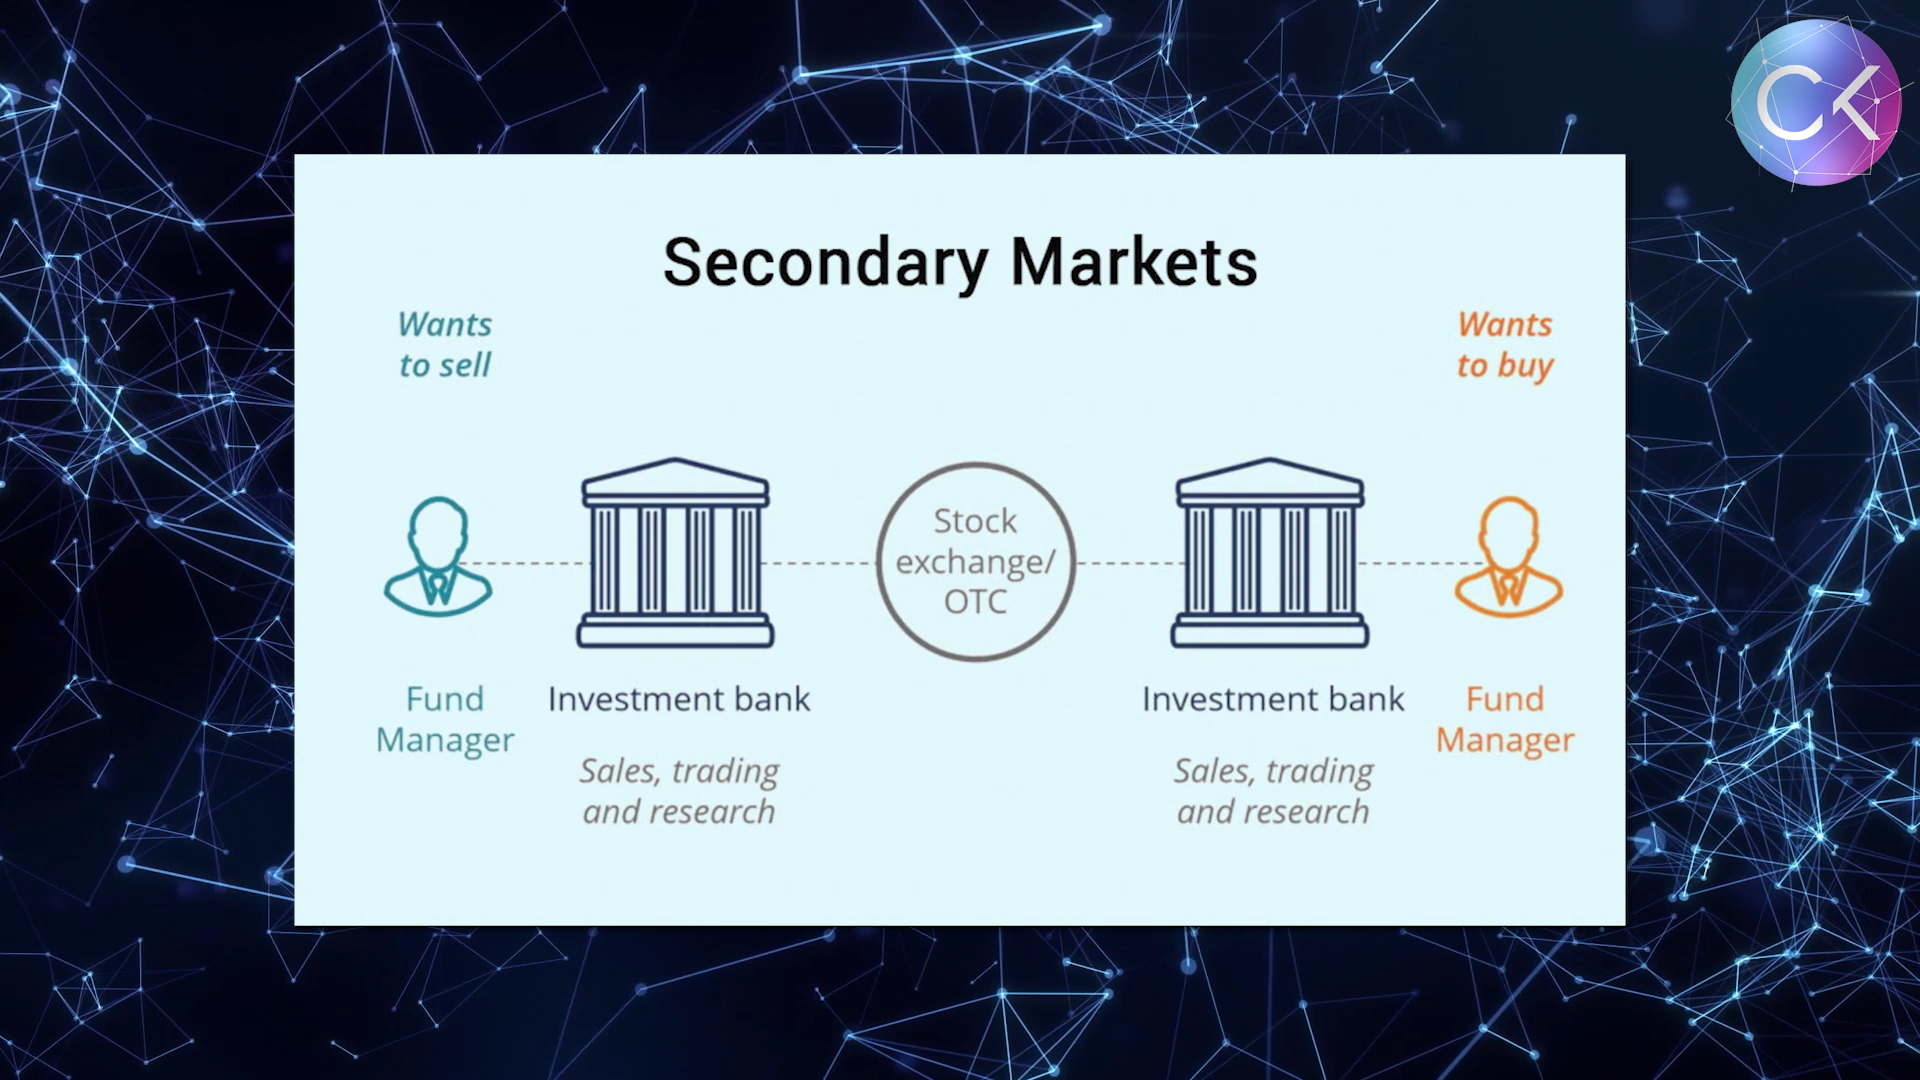 CK
Secondary Markets
Wants
to sell
Wants
to buy
Stock
exchange/
OTC
Fund
Manager
Investment bank
Sales, trading
and research
Investment bank
Sales, trading
and research
Fund
Manager